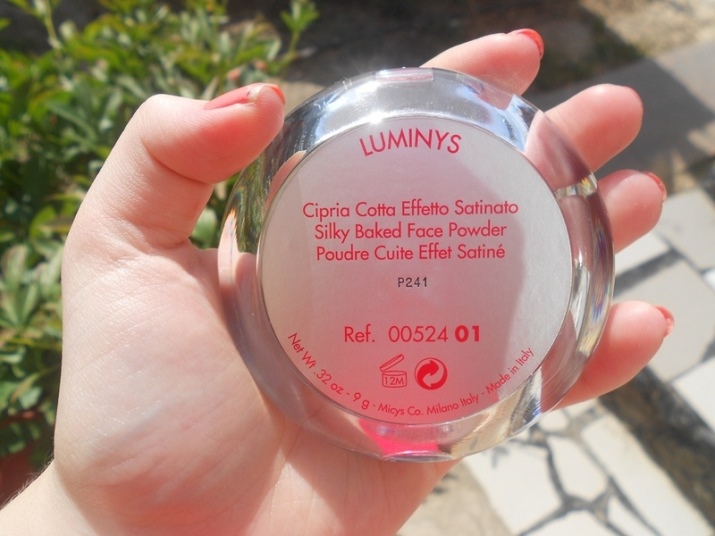 LUMINYS
Cipria Cotta Effetto Satinato
Silky Baked Face Powder
Poudre Cuite Effet Satiné
P241
Ref. 00524 01
12M
Net Wt .32 oz - 9 g - Micys Co. Milano Italy - Made in Italy